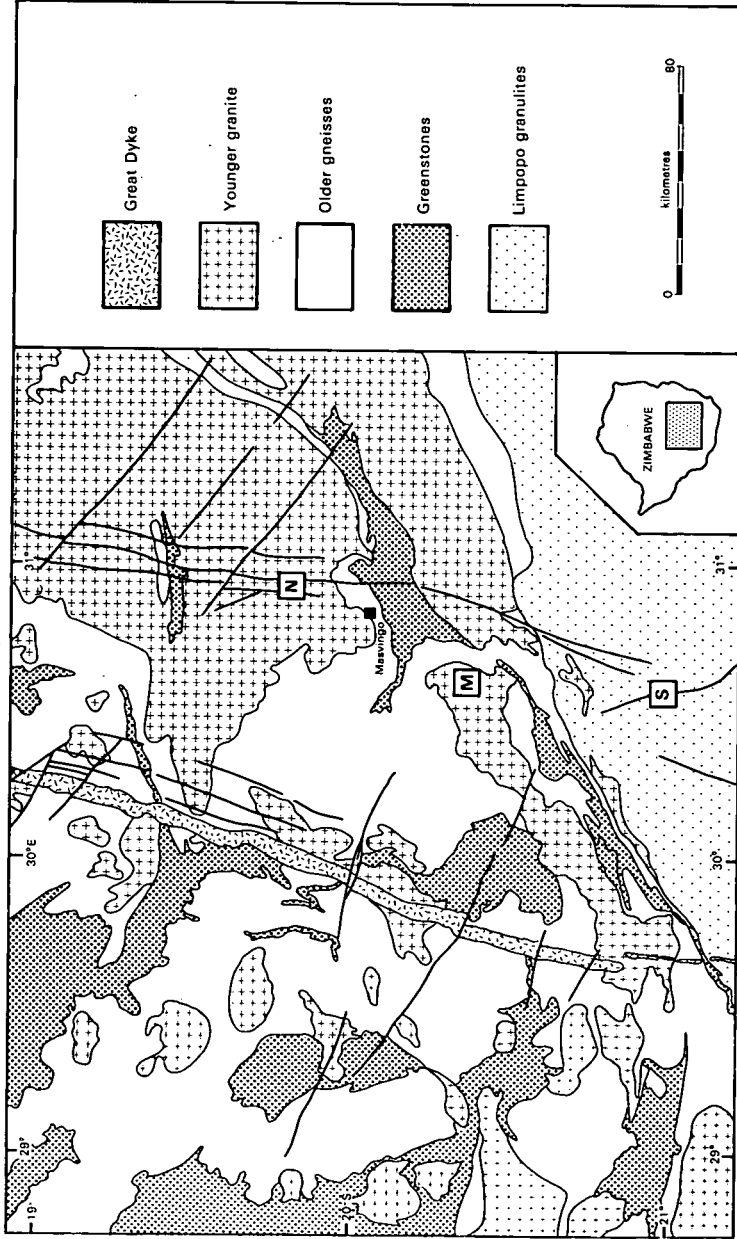 29°
30°E
31°
19°
20°S
21°
29°
30°
31°
N
Masvingo
M
S
ZIMBABWE
Great Dyke
Younger granite
Older gneisses
Greenstones
Limpopo granulites
kilometres
0
80